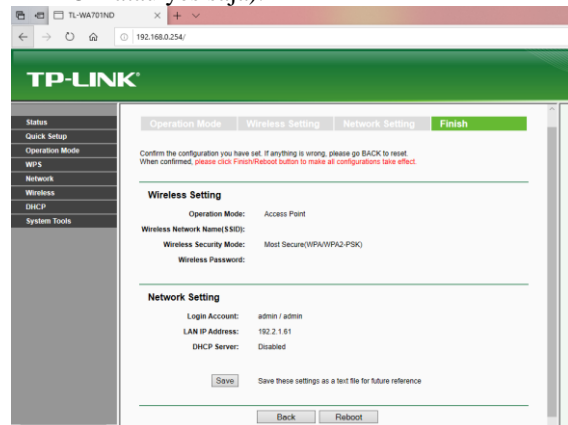 TL-WA701ND
192.168.0.254/
TP-LINK®
Status
Quick Setup
Operation Mode
WPS
Network
Wireless
DHCP
System Tools
Operation Mode Wireless Setting Network Setting Finish
Confirm the configuration you have set. If anything is wrong, please go BACK to reset.
When confirmed, please click Finish/Reboot button to make all configurations take effect.
Wireless Setting
Operation Mode: Access Point
Wireless Network Name(SSID):
Wireless Security Mode: Most Secure(WPA/WPA2-PSK)
Wireless Password:
Network Setting
Login Account: admin / admin
LAN IP Address: 192.2.1.61
DHCP Server: Disabled
Save Save these settings as a text file for future reference
Back Reboot